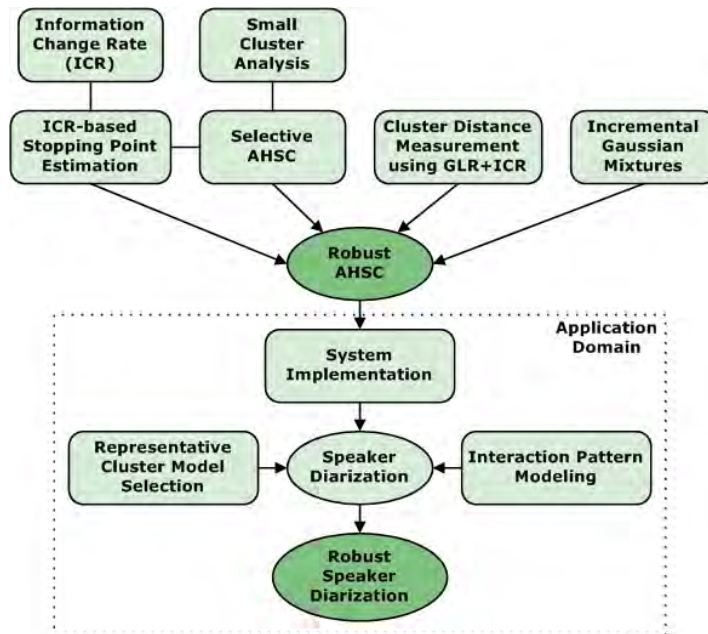 Information
Change Rate
(ICR)
Small
Cluster
Analysis
ICR-based
Stopping Point
Estimation
Selective
AHSC
Cluster Distance
Measurement
using GLR+ICR
Incremental
Gaussian
Mixtures
Robust
AHSC
Application
Domain
System
Implementation
Representative
Cluster Model
Selection
Speaker
Diarization
Interaction Pattern
Modeling
Robust
Speaker
Diarization